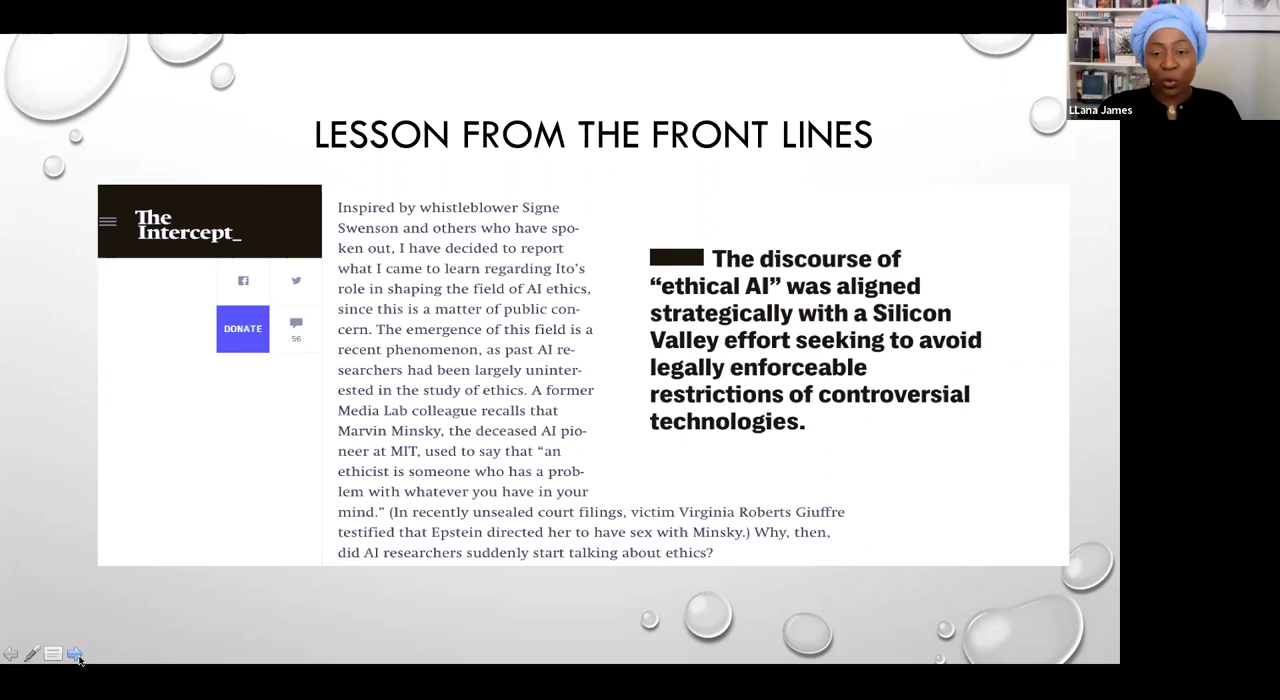 LLana James
LESSON FROM THE FRONT LINES
The
Intercept_
DONATE
56
Inspired by whistleblower Signe
Swenson and others who have spo-
ken out, I have decided to report
what I came to learn regarding Ito’s
role in shaping the field of AI ethics,
since this is a matter of public con-
cern. The emergence of this field is a
recent phenomenon, as past AI re-
searchers had been largely uninter-
ested in the study of ethics. A former
Media Lab colleague recalls that
Marvin Minsky, the deceased AI pio-
neer at MIT, used to say that “an
ethicist is someone who has a prob-
lem with whatever you have in your
mind.” (In recently unsealed court filings, victim Virginia Roberts Giuffre
testified that Epstein directed her to have sex with Minsky.) Why, then,
did AI researchers suddenly start talking about ethics?
The discourse of
“ethical AI” was aligned
strategically with a Silicon
Valley effort seeking to avoid
legally enforceable
restrictions of controversial
technologies.